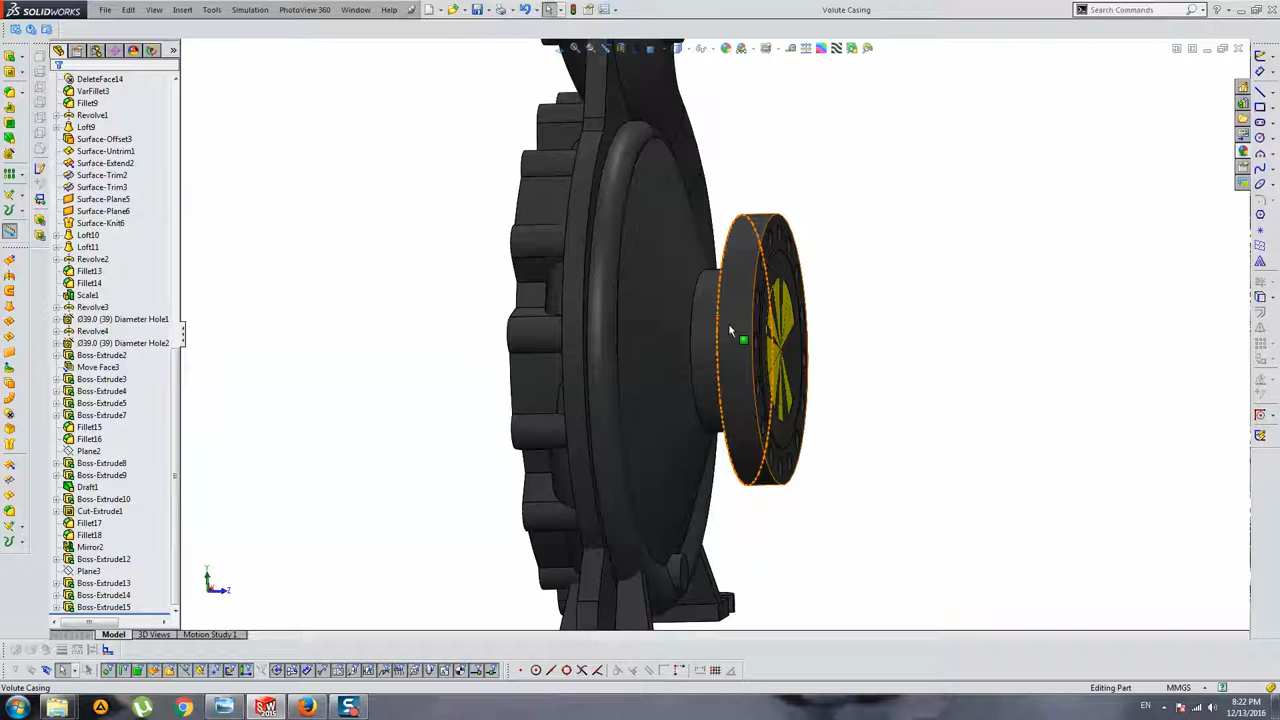 SOLIDWORKS
File
Edit
View
Insert
Tools
Simulation
PhotoView 360
Window
Help
Volute Casing
Search Commands
DeleteFace14
VarFillet3
Fillet9
Revolve1
Loft9
Surface-Offset3
Surface-Untrim1
Surface-Extend2
Surface-Trim2
Surface-Trim3
Surface-Plane5
Surface-Plane6
Surface-Knit6
Loft10
Loft11
Revolve2
Fillet13
Fillet14
Scale1
Revolve3
Ø39.0 (39) Diameter Hole1
Revolve4
Ø39.0 (39) Diameter Hole2
Boss-Extrude2
Move Face3
Boss-Extrude3
Boss-Extrude4
Boss-Extrude5
Boss-Extrude7
Fillet15
Fillet16
Plane2
Boss-Extrude8
Boss-Extrude9
Draft1
Boss-Extrude10
Cut-Extrude1
Fillet17
Fillet18
Mirror2
Boss-Extrude12
Plane3
Boss-Extrude13
Boss-Extrude14
Boss-Extrude15
Y
Z
Model
3D Views
Motion Study 1
Volute Casing
Editing Part
MMGS
SW
2015
EN
8:22 PM
12/13/2016